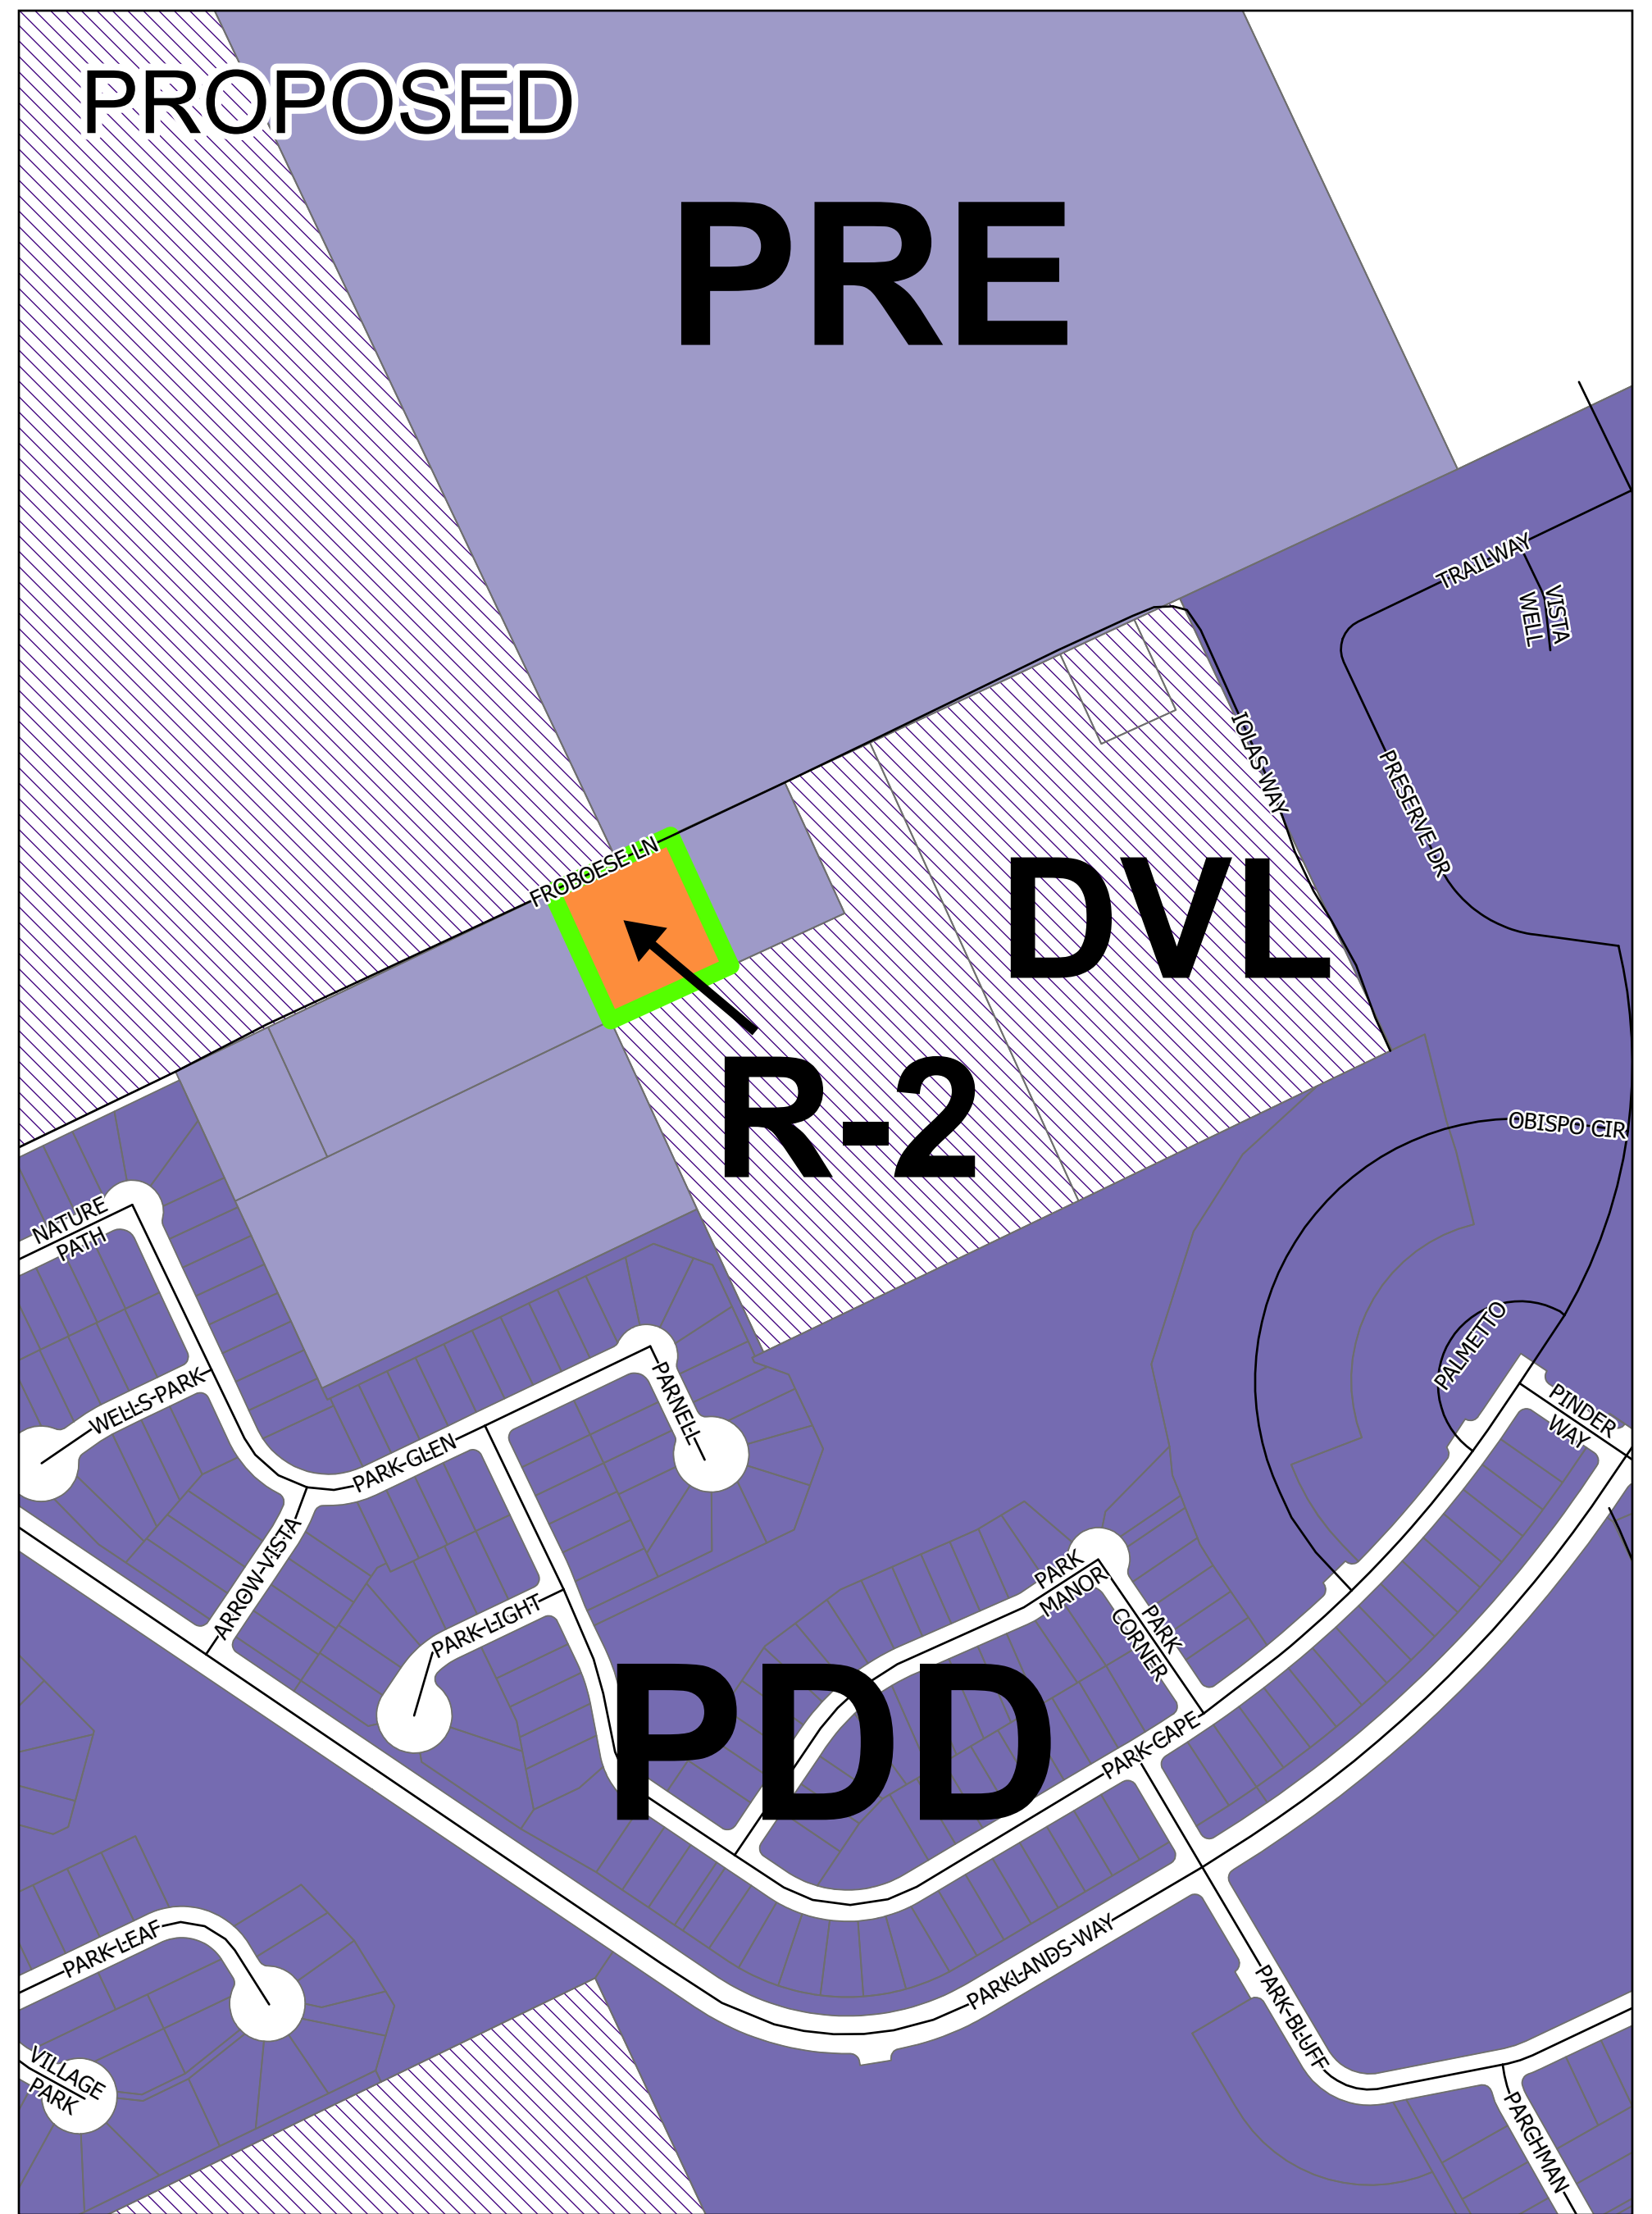 PROPOSED
PRE
TRAILWAY
VISTA
WELL
IOLAS WAY
PRESERVE DR
FROBOESE LN
DVL
R-2
OBISPO CIR
NATURE
PATH
PALMETTO
WELLS PARK
PARNELL
PINDER
WAY
PARK GLEN
ARROW VISTA
PARK LIGHT
PARK
MANOR
PARK
CORNER
PDD
PARK CAPE
PARK LEAF
PARKLANDS WAY
PARK BLUFF
VILLAGE
PARK
PARCHMAN